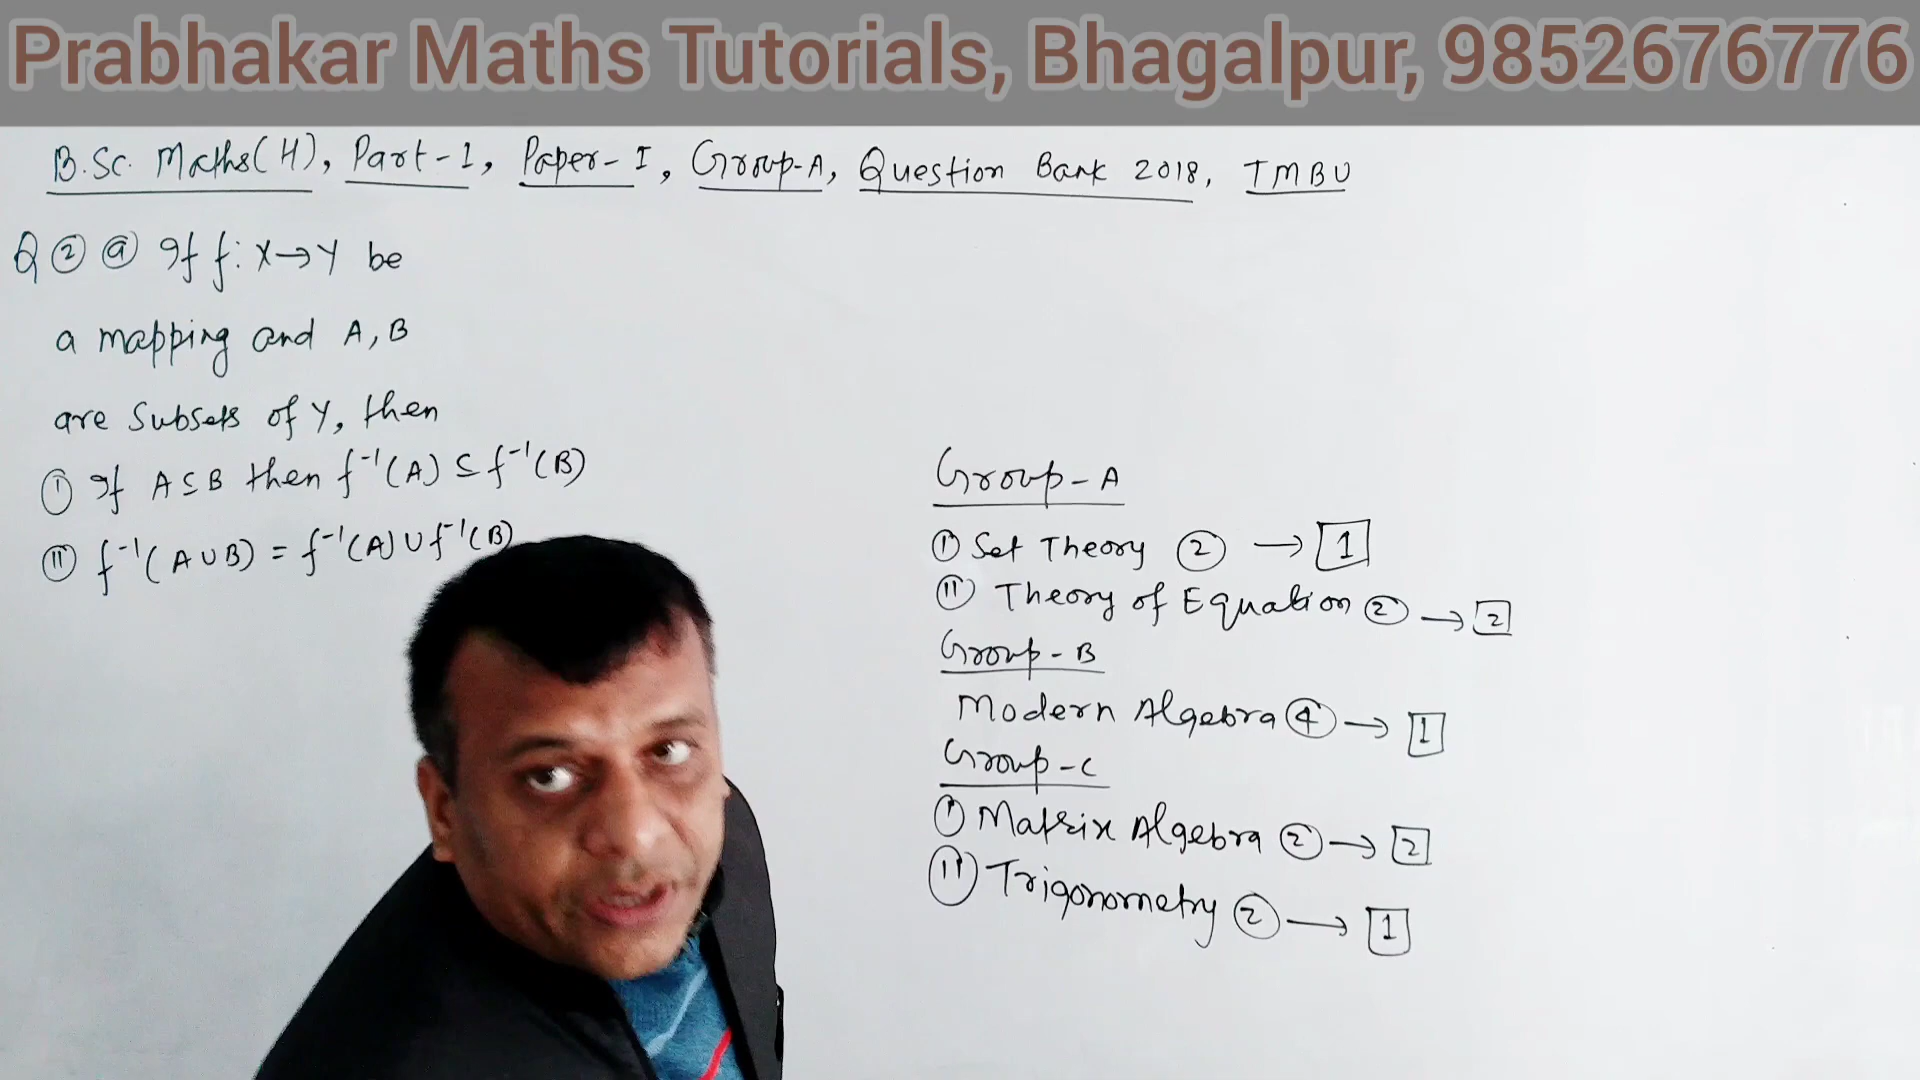 Prabhakar Maths Tutorials, Bhagalpur, 9852676776
B.Sc. Maths(H), Part-1, Paper-I, Group-A, Question Bank 2018, TMBU
Q ② ⓐ If f: X→Y be
a mapping and A, B
are Subsets of Y, then
Ⓘ If A⊆B then f⁻¹(A) ⊆ f⁻¹(B)
Ⓘⓘ f⁻¹(A∪B) = f⁻¹(A)∪f⁻¹(B)
Group-A
Ⓘ Set Theory ② → 1
ⓘⓘ Theory of Equation ② → 2
Group-B
Modern Algebra ④ → 1
Group-C
Ⓘ Matrix Algebra ② → 2
ⓘⓘ Trigonometry ② → 1